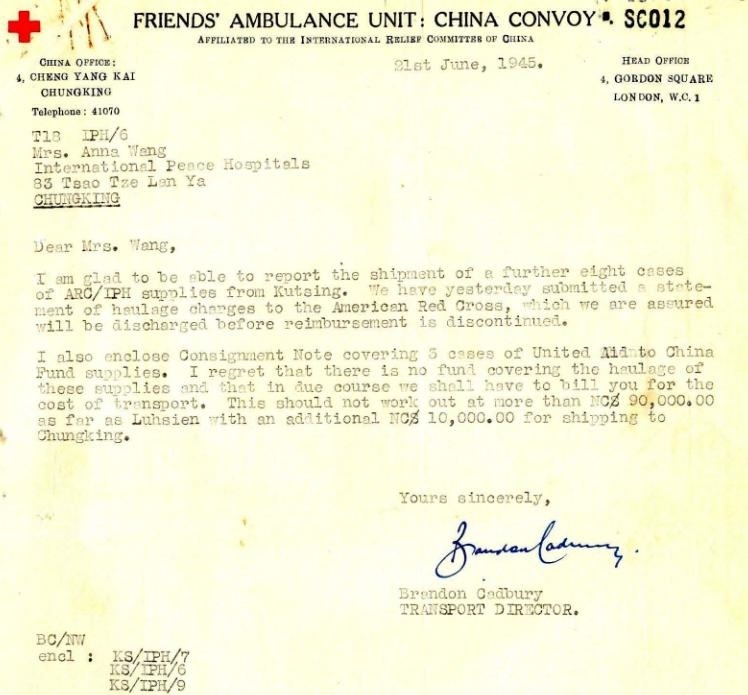 FRIENDS' AMBULANCE UNIT: CHINA CONVOY SC012
AFFILIATED TO THE INTERNATIONAL RELIEF COMMITTEE OF CHINA
CHINA OFFICE:
4, CHENG YANG KAI
CHUNGKING
Telephone: 41070
21st June, 1945.
HEAD OFFICE
4, GORDON SQUARE
LONDON, W.C. 1
T18 IPH/6
Mrs. Anna Wang
International Peace Hospitals
83 Tsao Tze Lan Ya
CHUNGKING
Dear Mrs. Wang,
I am glad to be able to report the shipment of a further eight cases
of ARC/IPH supplies from Kutsing. We have yesterday submitted a state-
ment of haulage charges to the American Red Cross, which we are assured
will be discharged before reimbursement is discontinued.
I also enclose Consignment Note covering 3 cases of United Aidnto China
Fund supplies. I regret that there is no fund covering the haulage of
these supplies and that in due course we shall have to bill you for the
cost of transport. This should not work out at more than NC$ 90,000.00
as far as Luhsien with an additional NC$ 10,000.00 for shipping to
Chungking.
Yours sincerely,
Brandon Cadbury.
Brandon Cadbury
TRANSPORT DIRECTOR.
BC/NW
encl : KS/IPH/7
KS/IPH/6
KS/IPH/9